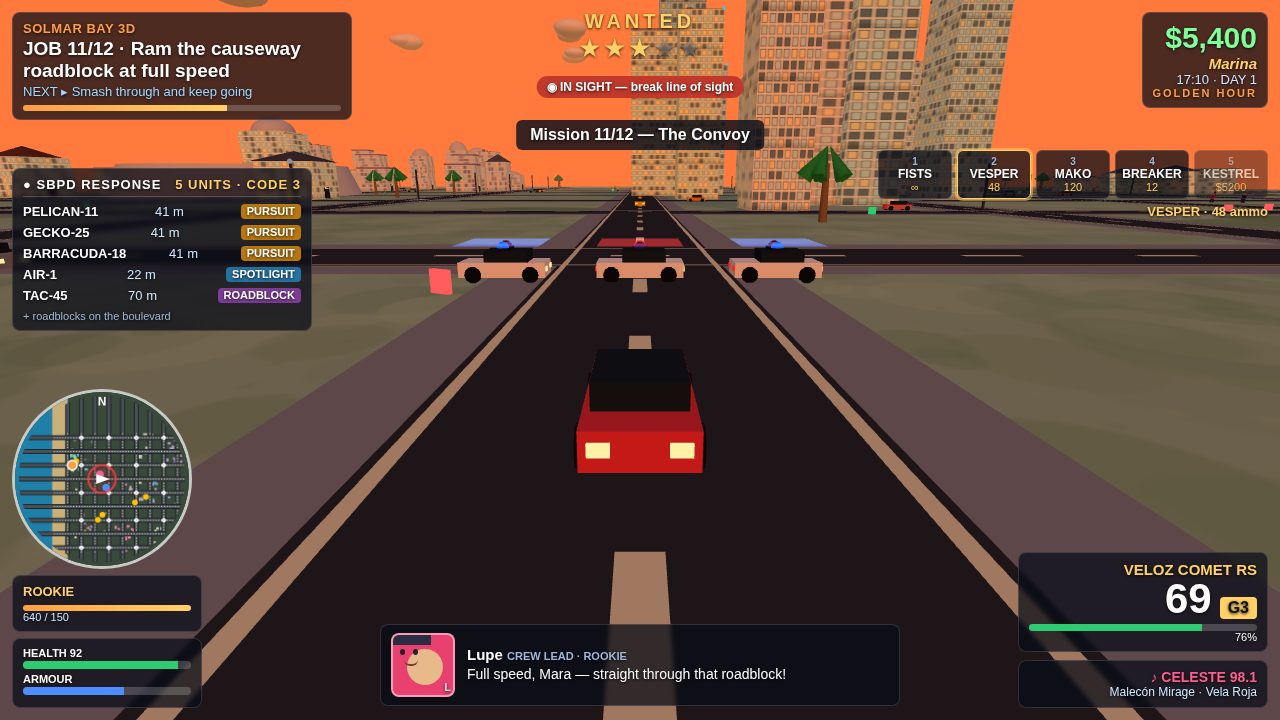 SOLMAR BAY 3D
JOB 11/12 · Ram the causeway
roadblock at full speed
NEXT ▸ Smash through and keep going
WANTED
★★★★★
◉ IN SIGHT — break line of sight
Mission 11/12 — The Convoy
$5,400
Marina
17:10 · DAY 1
GOLDEN HOUR
1 2 3 4 5
FISTS VESPER MAKO BREAKER KESTREL
∞ 48 120 12 $5200
VESPER · 48 ammo
● SBPD RESPONSE 5 UNITS · CODE 3
PELICAN-11 41 m PURSUIT
GECKO-25 41 m PURSUIT
BARRACUDA-18 41 m PURSUIT
AIR-1 22 m SPOTLIGHT
TAC-45 70 m ROADBLOCK
+ roadblocks on the boulevard
N
ROOKIE
640 / 150
HEALTH 92
ARMOUR
L
Lupe CREW LEAD · ROOKIE
Full speed, Mara — straight through that roadblock!
VELOZ COMET RS
69 G3
76%
♪ CELESTE 98.1
Malecón Mirage · Vela Roja